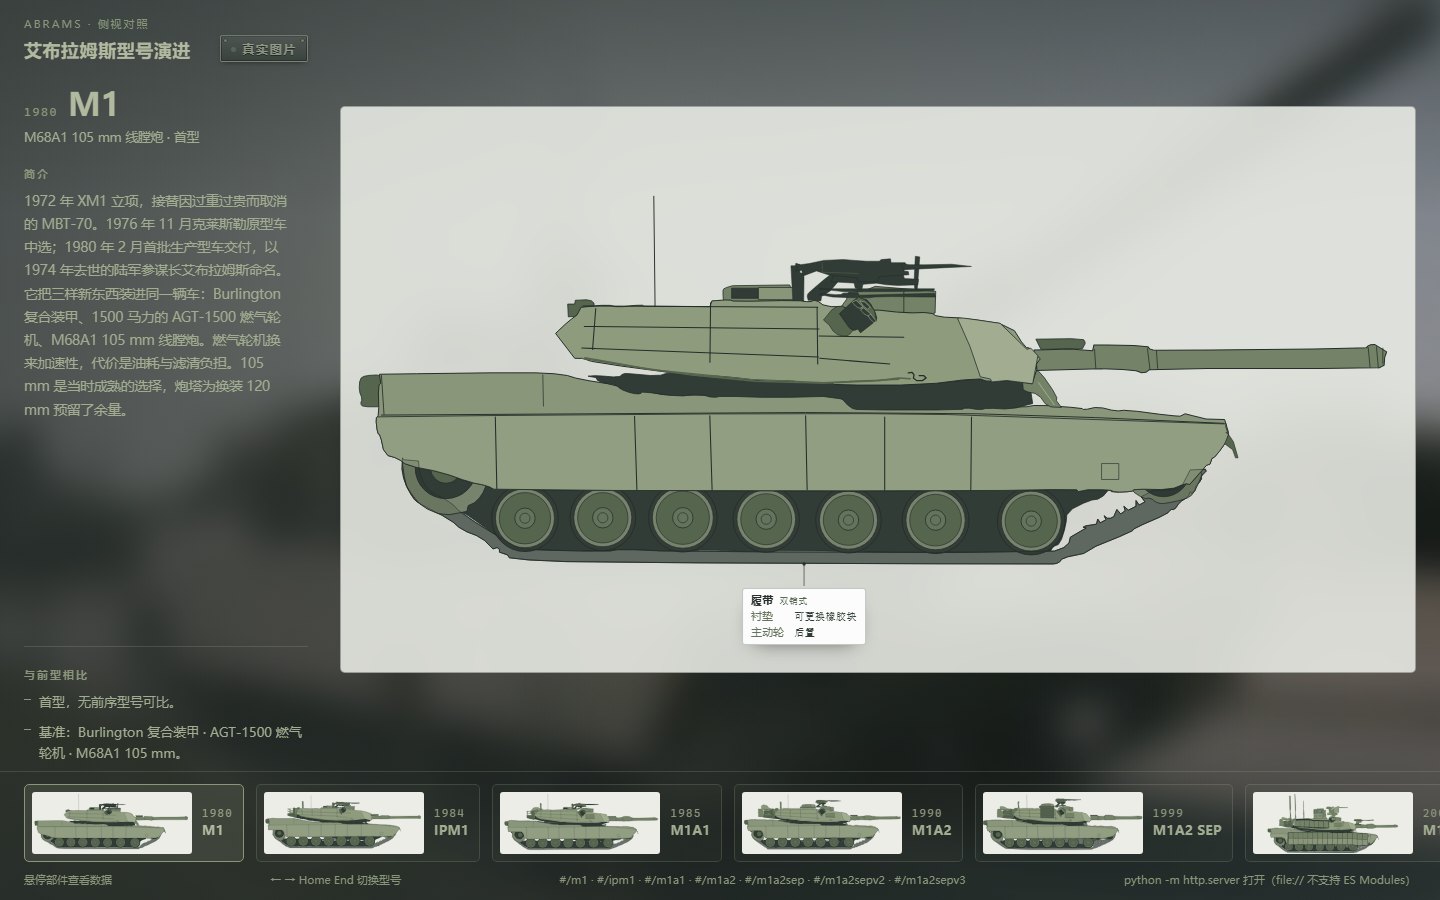 ABRAMS · 侧视对照
艾布拉姆斯型号演进
真实图片
1980 M1
M68A1 105 mm 线膛炮 · 首型
简介
1972 年 XM1 立项，接替因过重过贵而取消
的 MBT-70。1976 年 11 月克莱斯勒原型车
中选；1980 年 2 月首批生产型车交付，以
1974 年去世的陆军参谋长艾布拉姆斯命名。
它把三样新东西装进同一辆车：Burlington
复合装甲、1500 马力的 AGT-1500 燃气轮
机、M68A1 105 mm 线膛炮。燃气轮机换
来加速性，代价是油耗与滤清负担。105
mm 是当时成熟的选择，炮塔为换装 120
mm 预留了余量。
履带 双销式
衬垫 可更换橡胶块
主动轮 后置
与前型相比
– 首型，无前序型号可比。
– 基准：Burlington 复合装甲 · AGT-1500 燃气
轮机 · M68A1 105 mm。
1980
M1
1984
IPM1
1985
M1A1
1990
M1A2
1999
M1A2 SEP
悬停部件查看数据
← → Home End 切换型号
#/m1 · #/ipm1 · #/m1a1 · #/m1a2 · #/m1a2sep · #/m1a2sepv2 · #/m1a2sepv3
python -m http.server 打开（file:// 不支持 ES Modules）